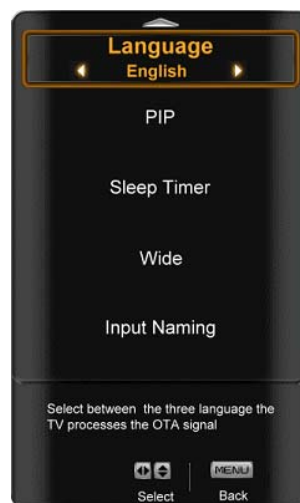 Language
English
PIP
Sleep Timer
Wide
Input Naming
Select between the three language the
TV processes the OTA signal
MENU
Select Back